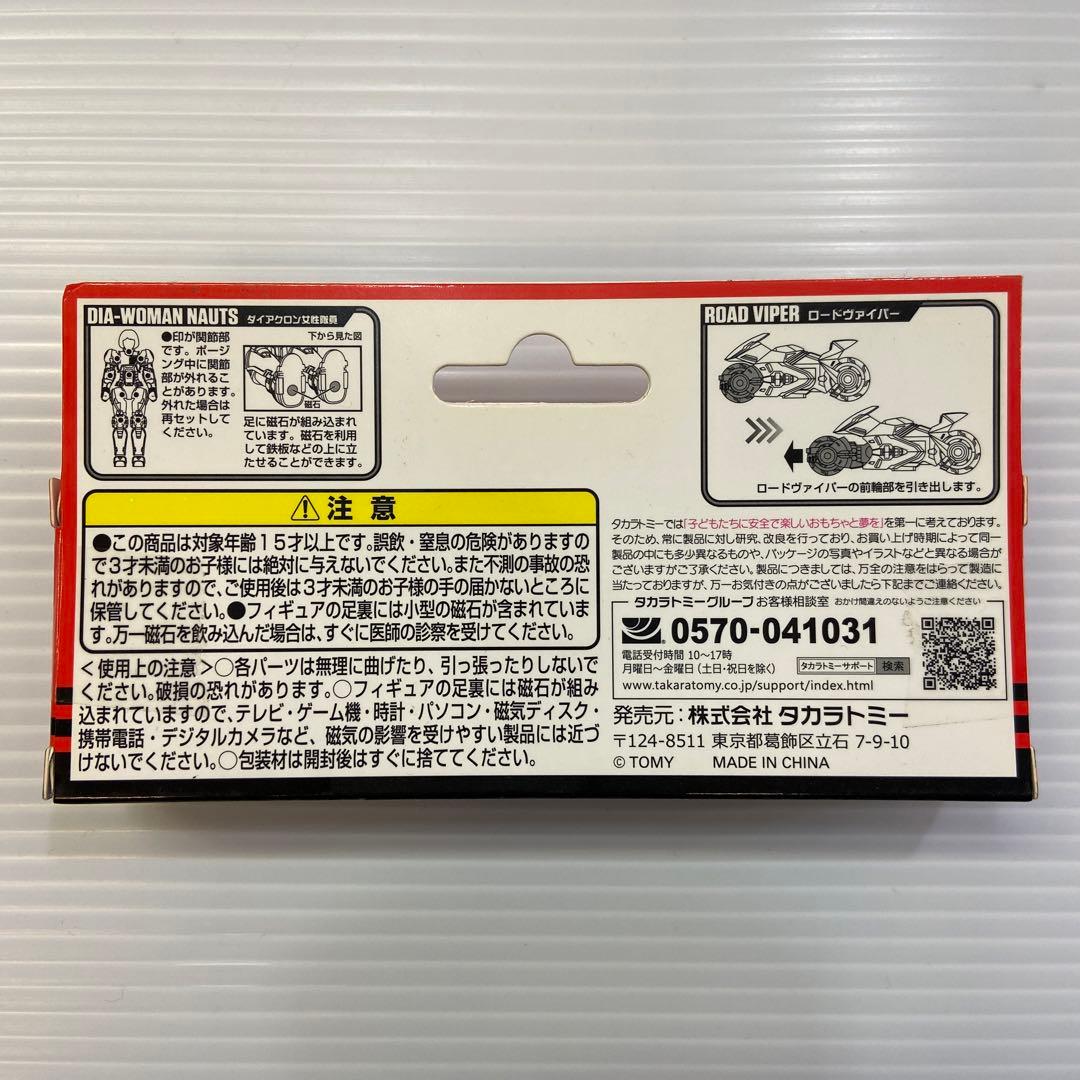 DIA-WOMAN NAUTS ダイアクロン女性隊員
●印が関節部
です。ポージ
ング中に関節
部が外れるこ
とがあります。
外れた場合は
再セットして
ください。
下から見た図
磁石
足に磁石が組み込まれ
ています。磁石を利用
して鉄板などの上に立
たせることができます。
ROAD VIPER ロードヴァイパー
ロードヴァイパーの前輪部を引き出します。
注意
●この商品は対象年齢15才以上です。誤飲・窒息の危険がありますの
で3才未満のお子様には絶対に与えないでください。また不測の事故の恐
れがありますので、ご使用後は3才未満のお子様の手の届かないところに
保管してください。●フィギュアの足裏には小型の磁石が含まれていま
す。万一磁石を飲み込んだ場合は、すぐに医師の診察を受けてください。
＜使用上の注意＞○各パーツは無理に曲げたり、引っ張ったりしないで
ください。破損の恐れがあります。○フィギュアの足裏には磁石が組み
込まれていますので、テレビ・ゲーム機・時計・パソコン・磁気ディスク・
携帯電話・デジタルカメラなど、磁気の影響を受けやすい製品には近づ
けないでください。○包装材は開封後はすぐに捨ててください。
タカラトミーでは「子どもたちに安全で楽しいおもちゃと夢を」を第一に考えております。
そのため、常に製品に対し研究、改良を行っており、お買い上げ時期によって同一
製品の中にも多少異なるものや、パッケージの写真やイラストなどと異なる場合が
ございますがご了承ください。製品につきましては、万全の注意をはらって製造に
当たっておりますが、万一お気付きの点がございましたら下記までご連絡ください。
タカラトミーグループ お客様相談室 おかけ間違えのないようご注意ください
0570-041031
電話受付時間 10〜17時
月曜日〜金曜日(土日・祝日を除く)
タカラトミーサポート 検索
www.takaratomy.co.jp/support/index.html
発売元：株式会社 タカラトミー
〒124-8511 東京都葛飾区立石 7-9-10
© TOMY MADE IN CHINA